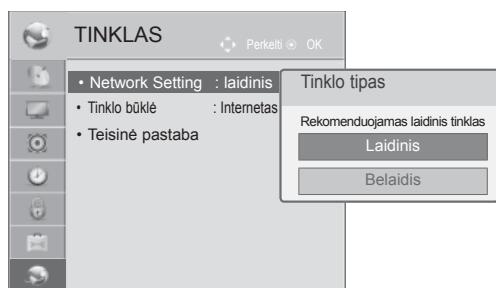 TINKLAS
Perkelti OK
• Network Setting : laidinis
• Tinklo būklė : Internetas
• Teisinė pastaba
Tinklo tipas
Rekomenduojamas laidinis tinklas
Laidinis
Belaidis